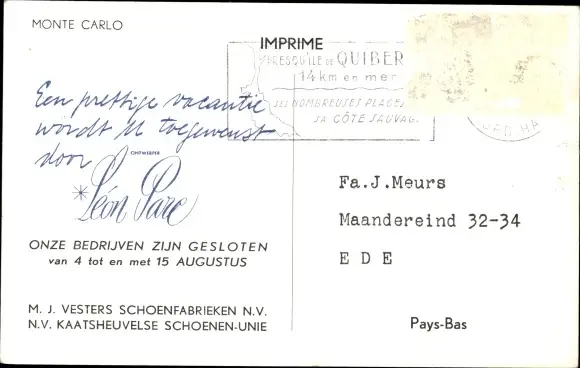 MONTE CARLO
IMPRIME
PRESQU'ILE DE QUIBER
14 km en mer
SES NOMBREUSES PLAGES
SA CÔTE SAUVAG
Een prettige vacantie
wordt U toegewenst
door
ONTWERPER
*Léon Parc
ONZE BEDRIJVEN ZIJN GESLOTEN
van 4 tot en met 15 AUGUSTUS
M. J. VESTERS SCHOENFABRIEKEN N.V.
N.V. KAATSHEUVELSE SCHOENEN-UNIE
Fa.J.Meurs
Maandereind 32-34
E D E
Pays-Bas